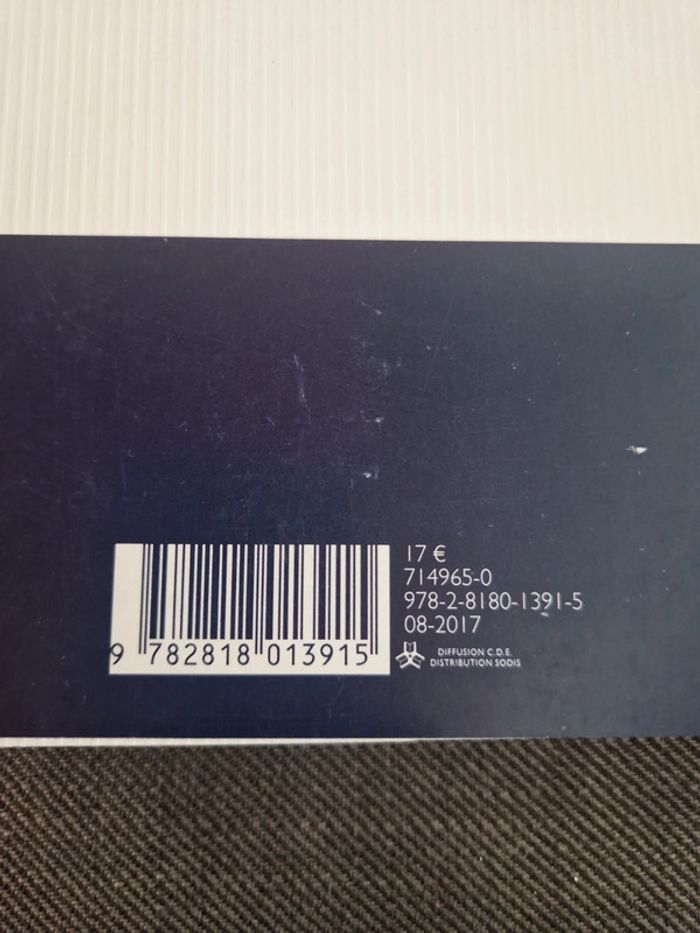 17 €
714965-0
978-2-8180-1391-5
08-2017
DIFFUSION C.D.E.
DISTRIBUTION SODIS
9 782818 013915